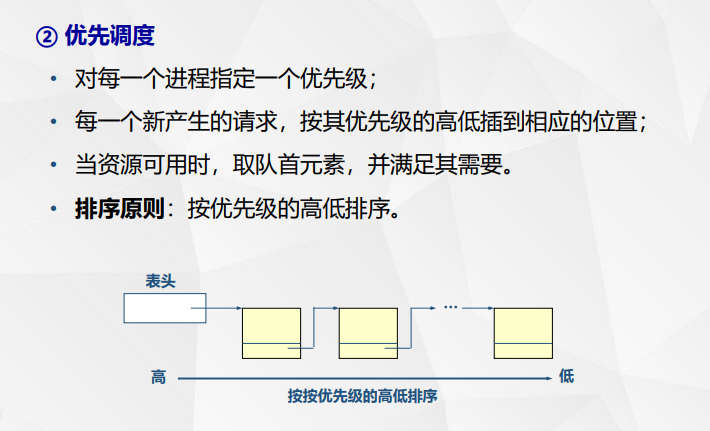 ② 优先调度
• 对每一个进程指定一个优先级；
• 每一个新产生的请求，按其优先级的高低插到相应的位置；
• 当资源可用时，取队首元素，并满足其需要。
• 排序原则：按优先级的高低排序。
表头
…
高
低
按按优先级的高低排序